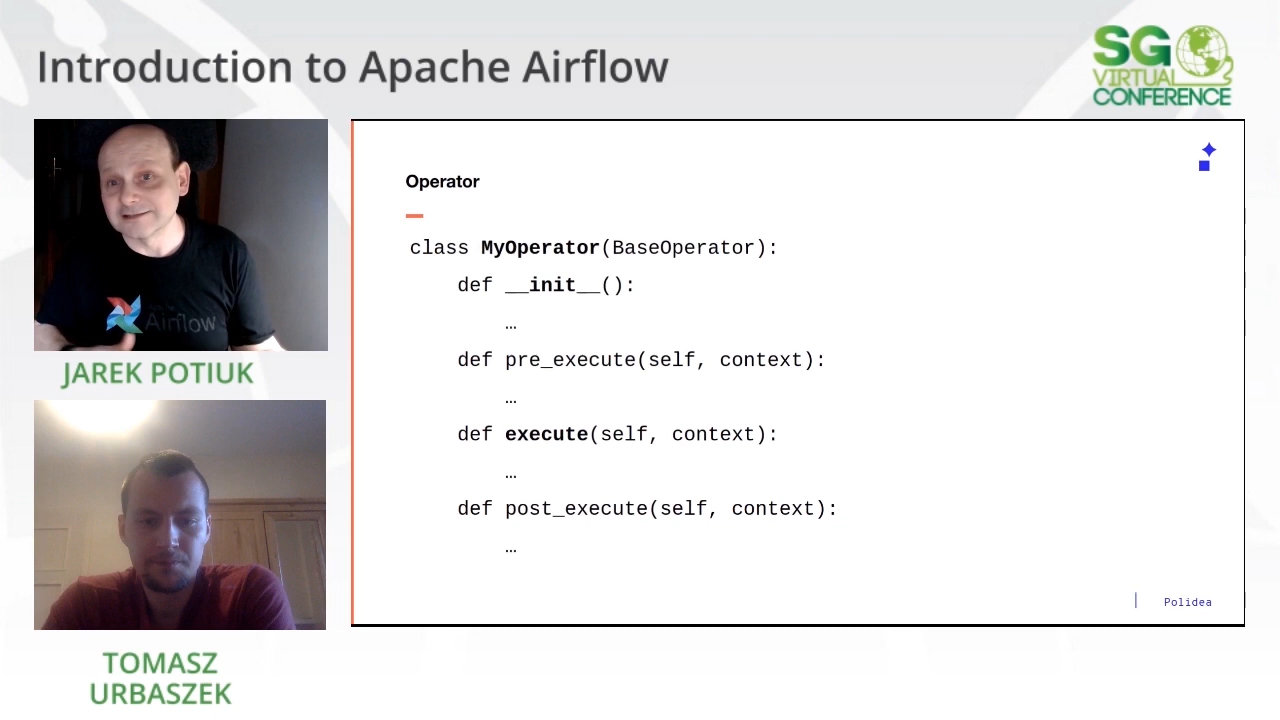 Introduction to Apache Airflow
SG
VIRTUAL
CONFERENCE
Airflow
JAREK POTIUK
TOMASZ
URBASZEK
Operator
class MyOperator(BaseOperator):
def __init__():
…
def pre_execute(self, context):
…
def execute(self, context):
…
def post_execute(self, context):
…
Polidea